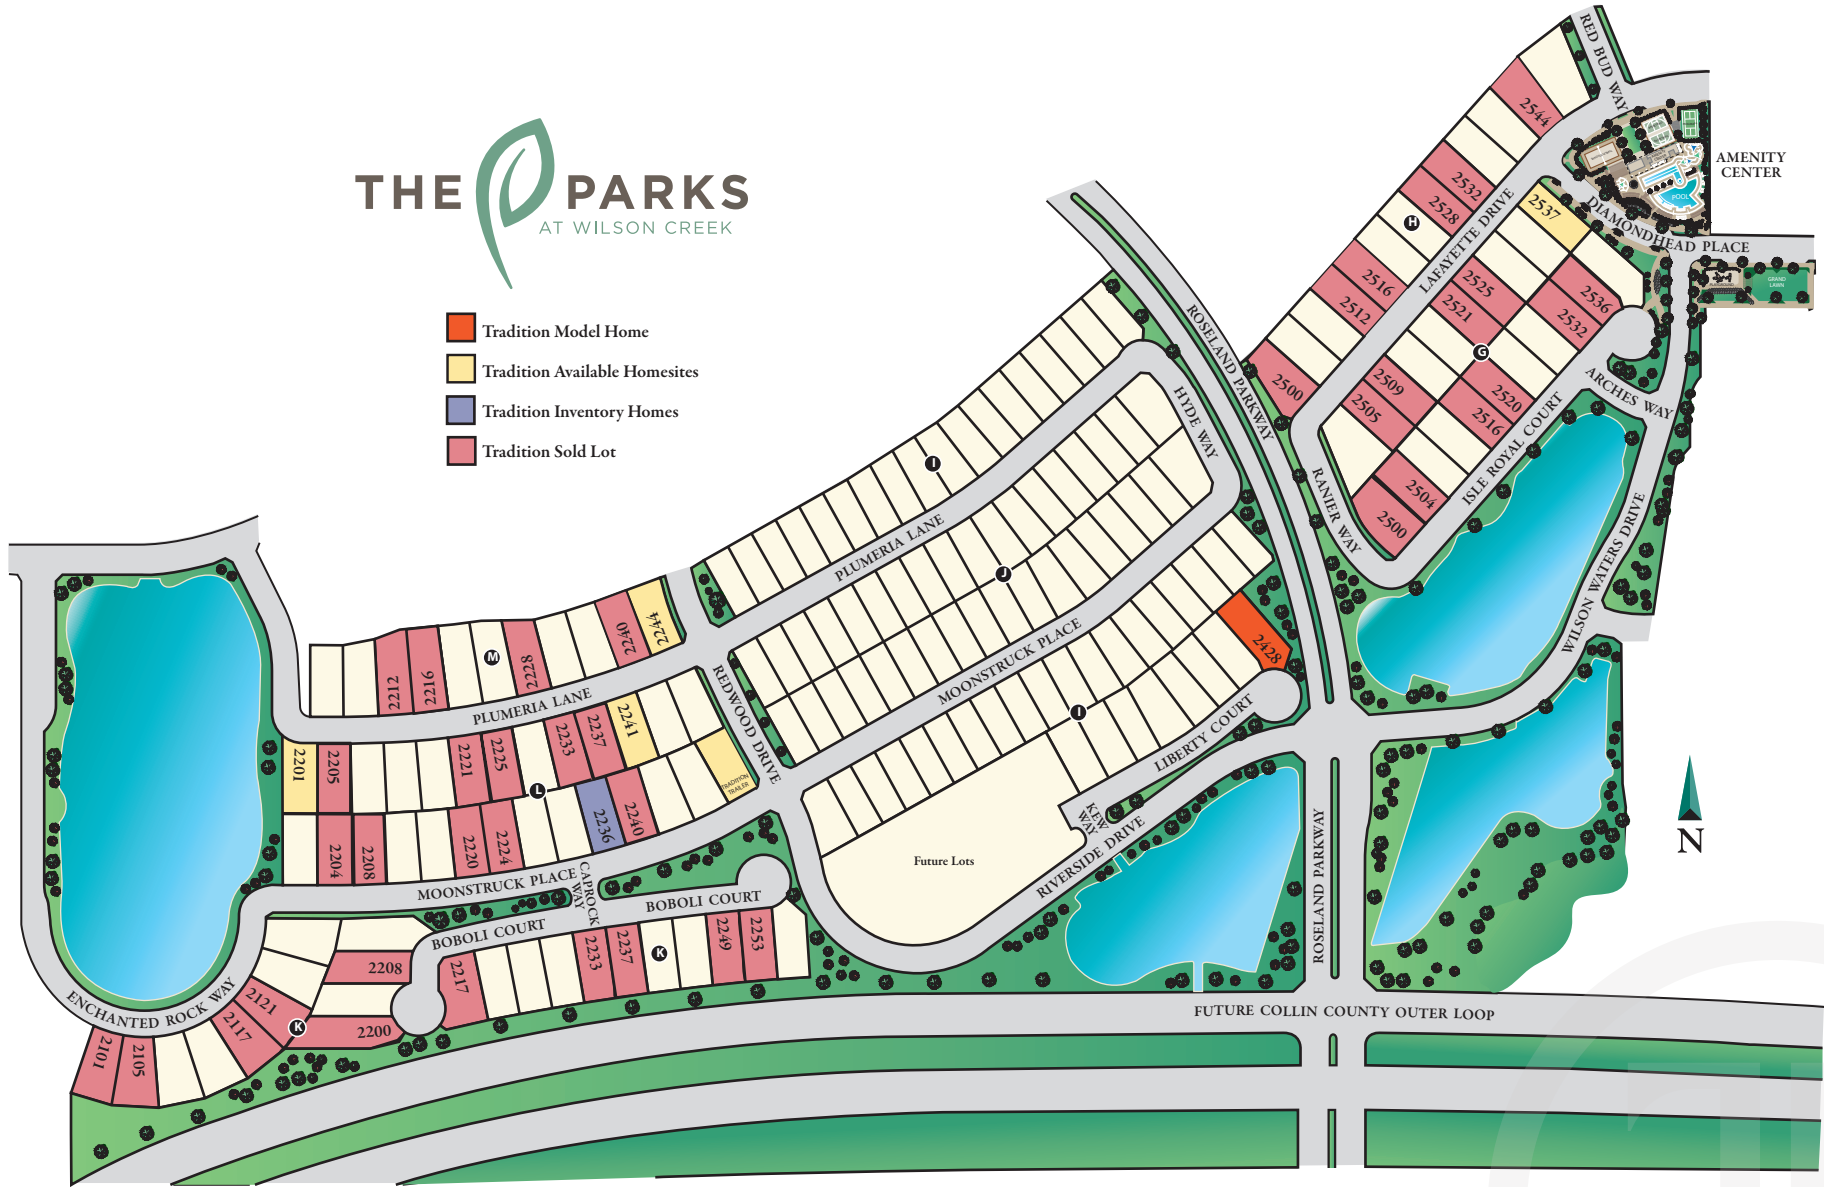 THE PARKS
AT WILSON CREEK
Tradition Model Home
Tradition Available Homesites
Tradition Inventory Homes
Tradition Sold Lot
RED BUD WAY
AMENITY
CENTER
POOL
DIAMONDHEAD PLACE
GRAND
LAWN
LAFAYETTE DRIVE
2544
2532
2528
H
2516
2512
2500
2537
2525
2521
G
2509
2505
2536
2532
2520
2516
2504
2500
ARCHES WAY
ISLE ROYAL COURT
RANIER WAY
WILSON WATERS DRIVE
ROSELAND PARKWAY
HYDE WAY
I
PLUMERIA LANE
J
MOONSTRUCK PLACE
I
2428
LIBERTY COURT
KEW
WAY
RIVERSIDE DRIVE
Future Lots
ROSELAND PARKWAY
N
REDWOOD DRIVE
2212
2216
M
2228
2240
2244
PLUMERIA LANE
2201
2205
2221
2225
2233
2237
2241
TRADITION
TRAILER
L
2204
2208
2220
2224
2236
2240
MOONSTRUCK PLACE
CAPROCK
WAY
BOBOLI COURT
BOBOLI COURT
2208
2200
2217
2233
2237
K
2249
2253
ENCHANTED ROCK WAY
2121
2117
K
2101
2105
FUTURE COLLIN COUNTY OUTER LOOP